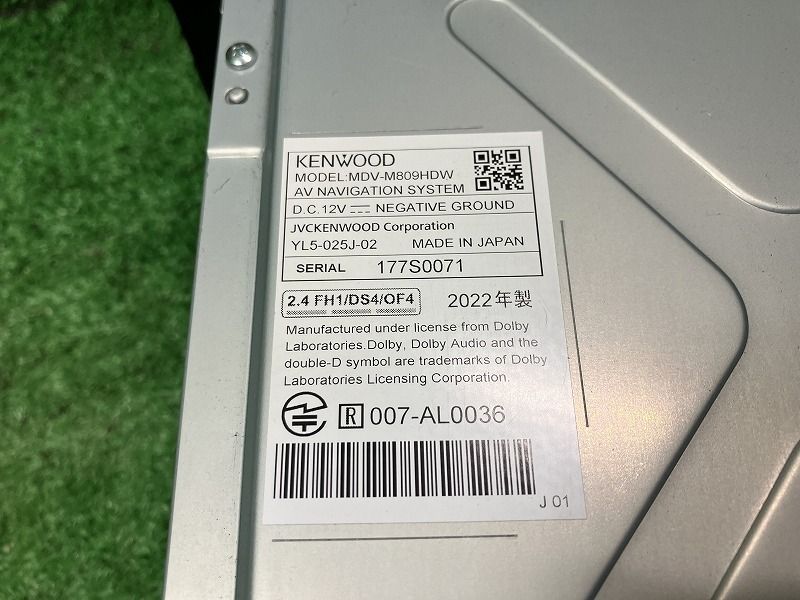 KENWOOD
MODEL:MDV-M809HDW
AV NAVIGATION SYSTEM
D.C.12V NEGATIVE GROUND
JVCKENWOOD Corporation
YL5-025J-02 MADE IN JAPAN
SERIAL 177S0071
2.4 FH1/DS4/OF4 2022年製
Manufactured under license from Dolby
Laboratories.Dolby, Dolby Audio and the
double-D symbol are trademarks of Dolby
Laboratories Licensing Corporation.
R 007-AL0036
J 01